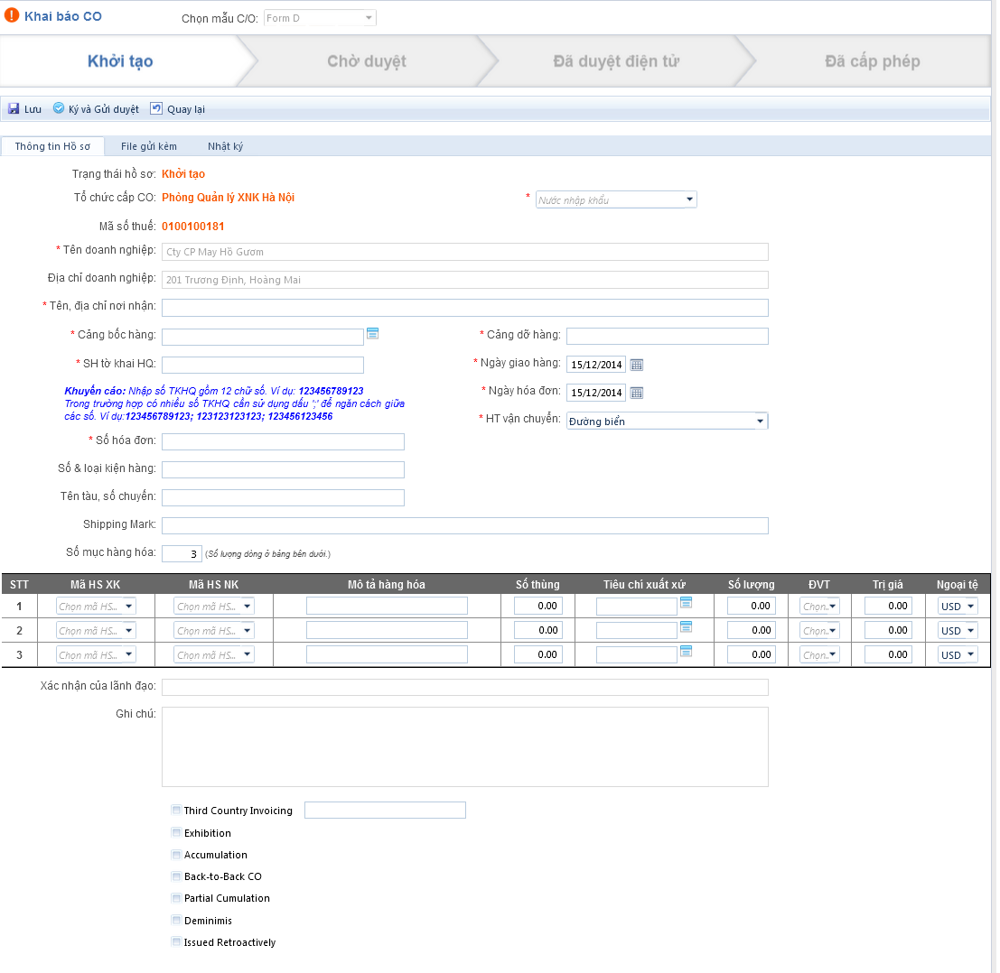 Khai báo CO Chọn mẫu C/O: Form D
Khởi tạo Chờ duyệt Đã duyệt điện tử Đã cấp phép
Lưu Ký và Gửi duyệt Quay lại
Thông tin Hồ sơ File gửi kèm Nhật ký
Trạng thái hồ sơ: Khởi tạo
Tổ chức cấp CO: Phòng Quản lý XNK Hà Nội * Nước nhập khẩu
Mã số thuế: 0100100181
* Tên doanh nghiệp: Cty CP May Hồ Gươm
Địa chỉ doanh nghiệp: 201 Trương Định, Hoàng Mai
* Tên, địa chỉ nơi nhận:
* Cảng bốc hàng: * Cảng dỡ hàng:
* SH tờ khai HQ: * Ngày giao hàng: 15/12/2014
Khuyến cáo: Nhập số TKHQ gồm 12 chữ số. Ví dụ: 123456789123 * Ngày hóa đơn: 15/12/2014
Trong trường hợp có nhiều số TKHQ cần sử dụng dấu ';' để ngăn cách giữa
các số. Ví dụ:123456789123; 123123123123; 123456123456 * HT vận chuyển: Đường biển
* Số hóa đơn:
Số & loại kiện hàng:
Tên tàu, số chuyến:
Shipping Mark:
Số mục hàng hóa: 3 (Số lượng dòng ở bảng bên dưới.)
STT Mã HS XK Mã HS NK Mô tả hàng hóa Số thùng Tiêu chí xuất xứ Số lượng ĐVT Trị giá Ngoại tệ
1 Chọn mã HS... Chọn mã HS... 0.00 0.00 Chọn.. 0.00 USD
2 Chọn mã HS... Chọn mã HS... 0.00 0.00 Chọn.. 0.00 USD
3 Chọn mã HS... Chọn mã HS... 0.00 0.00 Chọn.. 0.00 USD
Xác nhận của lãnh đạo:
Ghi chú:
Third Country Invoicing
Exhibition
Accumulation
Back-to-Back CO
Partial Cumulation
Deminimis
Issued Retroactively